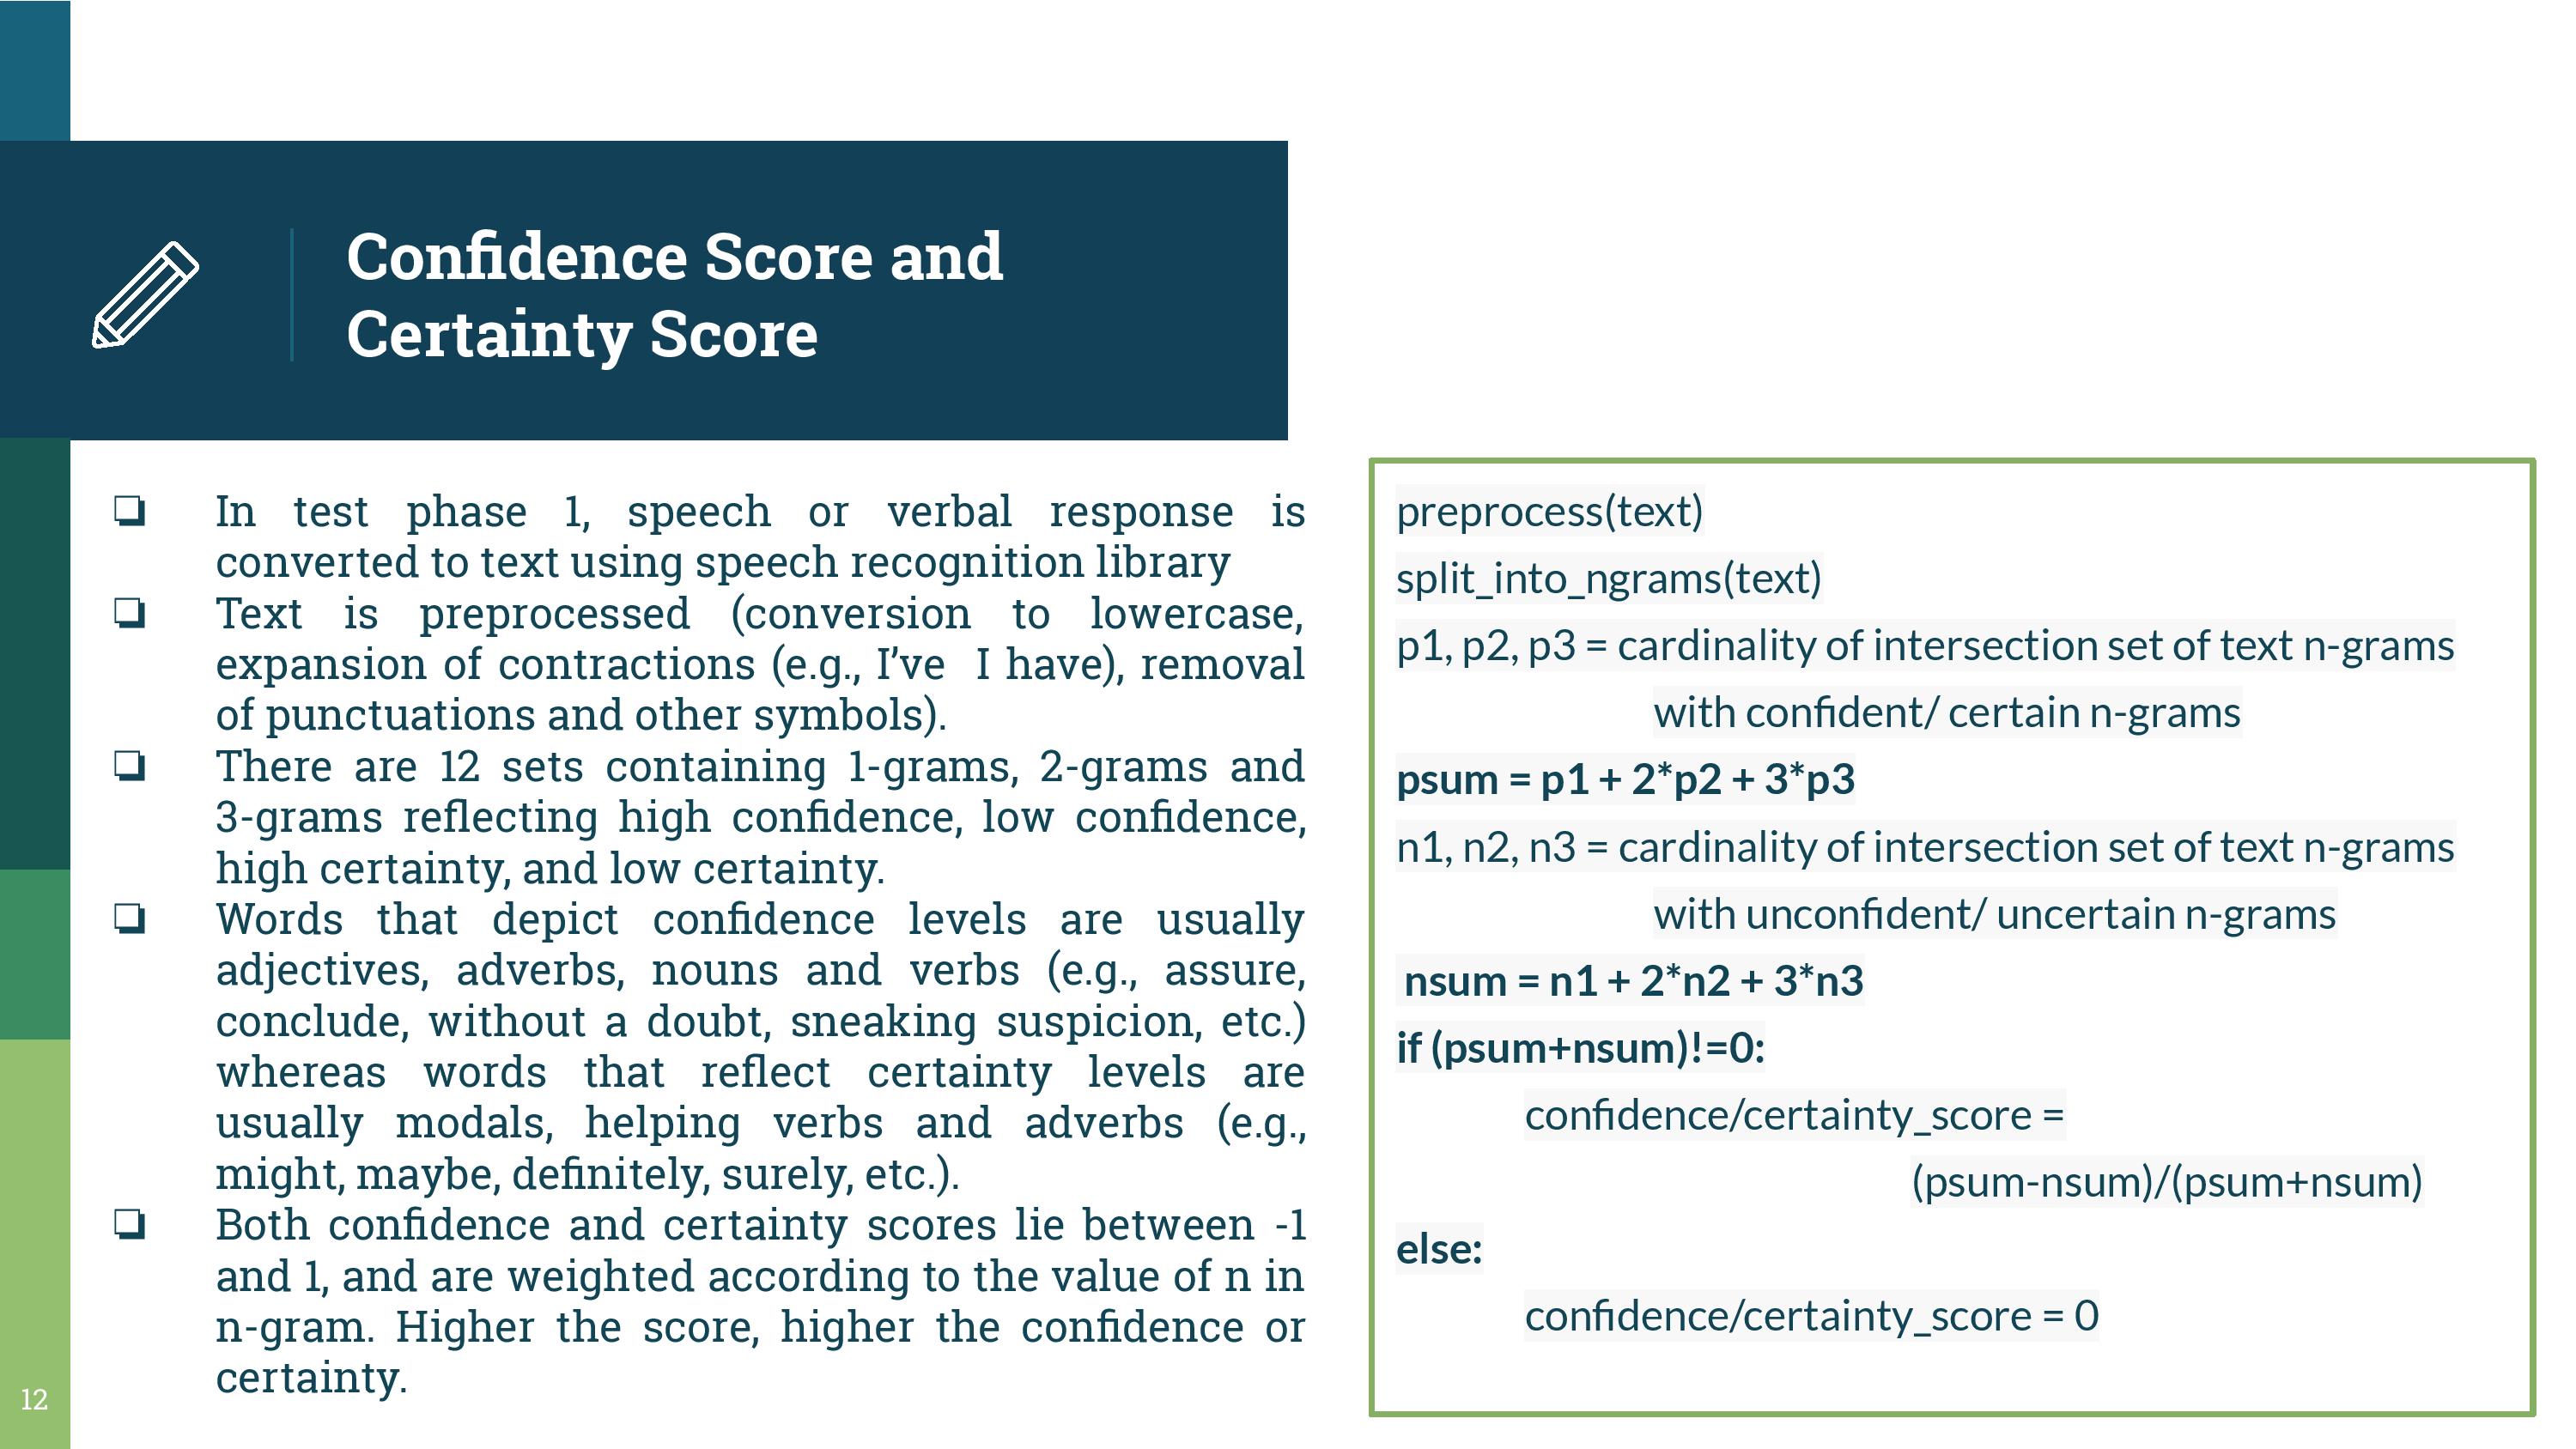 Confidence Score and
Certainty Score
In test phase 1, speech or verbal response is
converted to text using speech recognition library
Text is preprocessed (conversion to lowercase,
expansion of contractions (e.g., I’ve  I have), removal
of punctuations and other symbols).
There are 12 sets containing 1-grams, 2-grams and
3-grams reflecting high confidence, low confidence,
high certainty, and low certainty.
Words that depict confidence levels are usually
adjectives, adverbs, nouns and verbs (e.g., assure,
conclude, without a doubt, sneaking suspicion, etc.)
whereas words that reflect certainty levels are
usually modals, helping verbs and adverbs (e.g.,
might, maybe, definitely, surely, etc.).
Both confidence and certainty scores lie between -1
and 1, and are weighted according to the value of n in
n-gram. Higher the score, higher the confidence or
certainty.
preprocess(text)
split_into_ngrams(text)
p1, p2, p3 = cardinality of intersection set of text n-grams
with confident/ certain n-grams
psum = p1 + 2*p2 + 3*p3
n1, n2, n3 = cardinality of intersection set of text n-grams
with unconfident/ uncertain n-grams
nsum = n1 + 2*n2 + 3*n3
if (psum+nsum)!=0:
confidence/certainty_score =
(psum-nsum)/(psum+nsum)
else:
confidence/certainty_score = 0
12